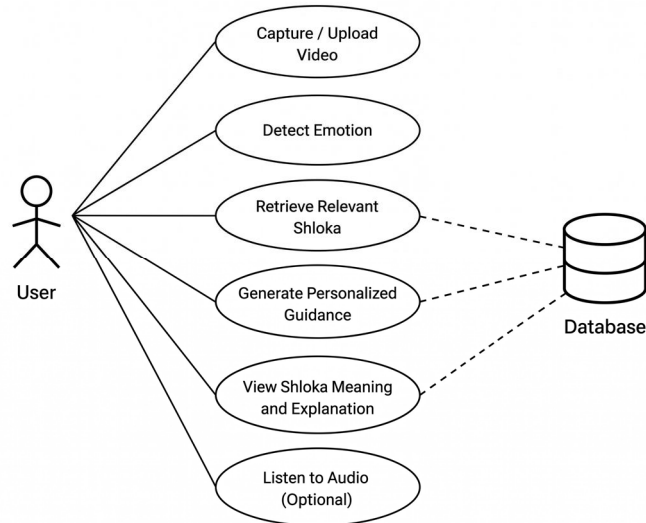 Capture / Upload
Video
Detect Emotion
Retrieve Relevant
Shloka
User
Generate Personalized
Guidance
Database
View Shloka Meaning
and Explanation
Listen to Audio
(Optional)